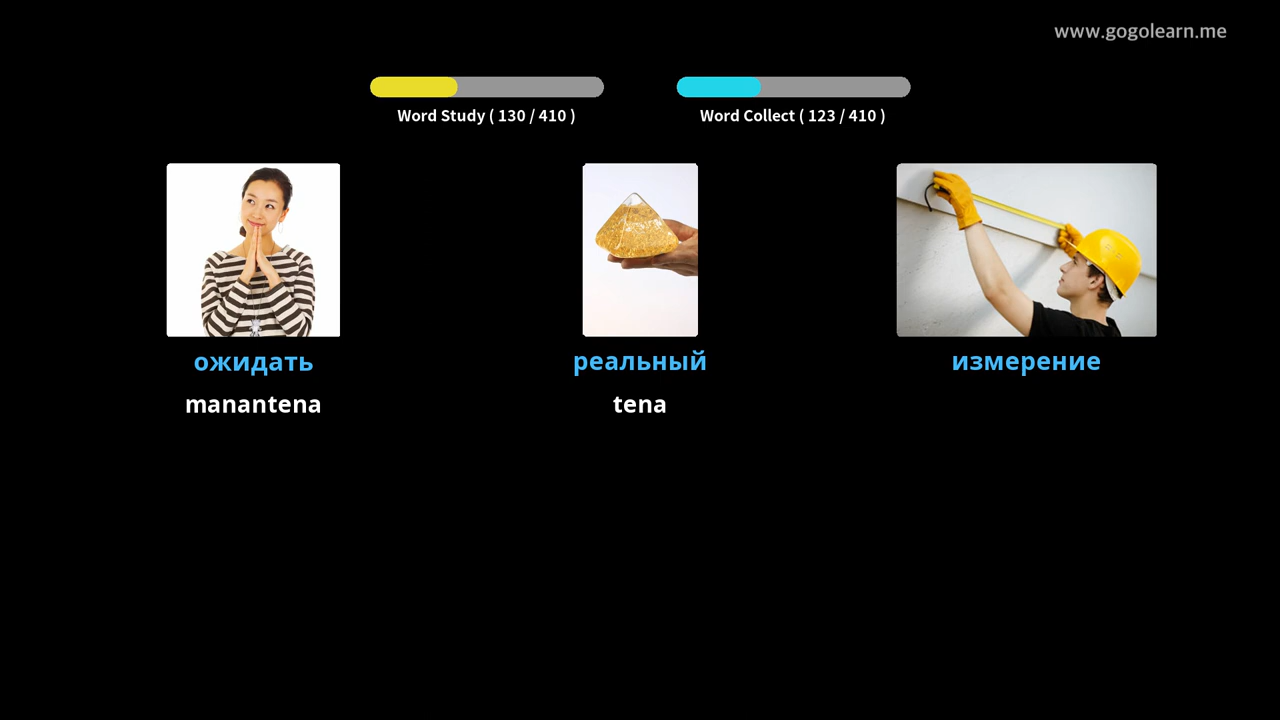 www.gogolearn.me
Word Study ( 130 / 410 )
Word Collect ( 123 / 410 )
ожидать
реальный
измерение
manantena
tena